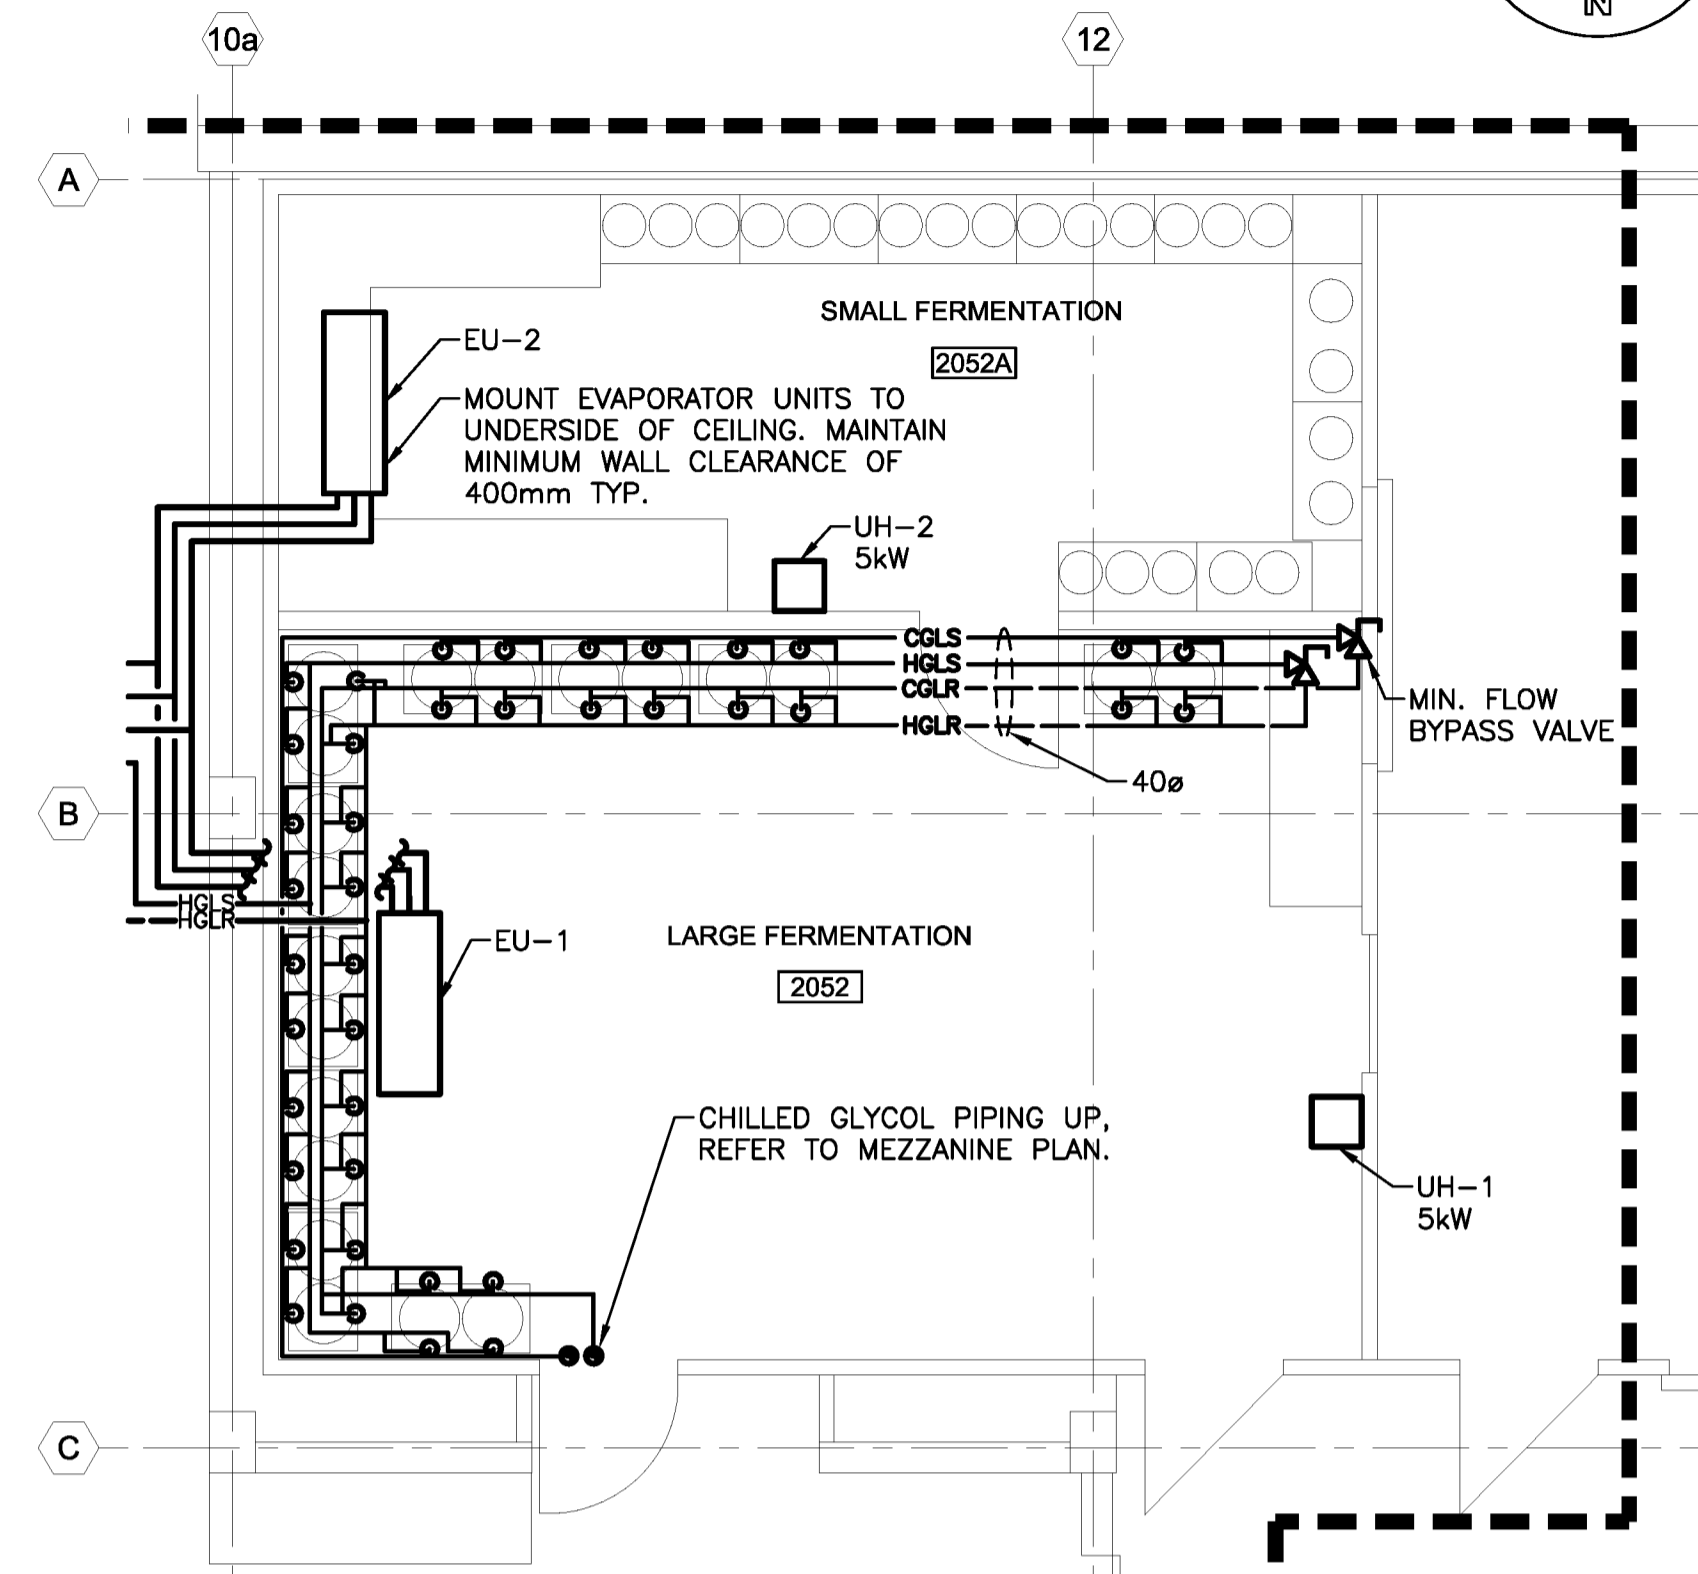 N
10a
12
A
SMALL FERMENTATION
2052A
EU-2
MOUNT EVAPORATOR UNITS TO
UNDERSIDE OF CEILING. MAINTAIN
MINIMUM WALL CLEARANCE OF
400mm TYP.
UH-2
5kW
CGLS
HGLS
CGLR
HGLR
MIN. FLOW
BYPASS VALVE
40ø
B
HGLS
HGLR
EU-1
LARGE FERMENTATION
2052
CHILLED GLYCOL PIPING UP,
REFER TO MEZZANINE PLAN.
UH-1
5kW
C